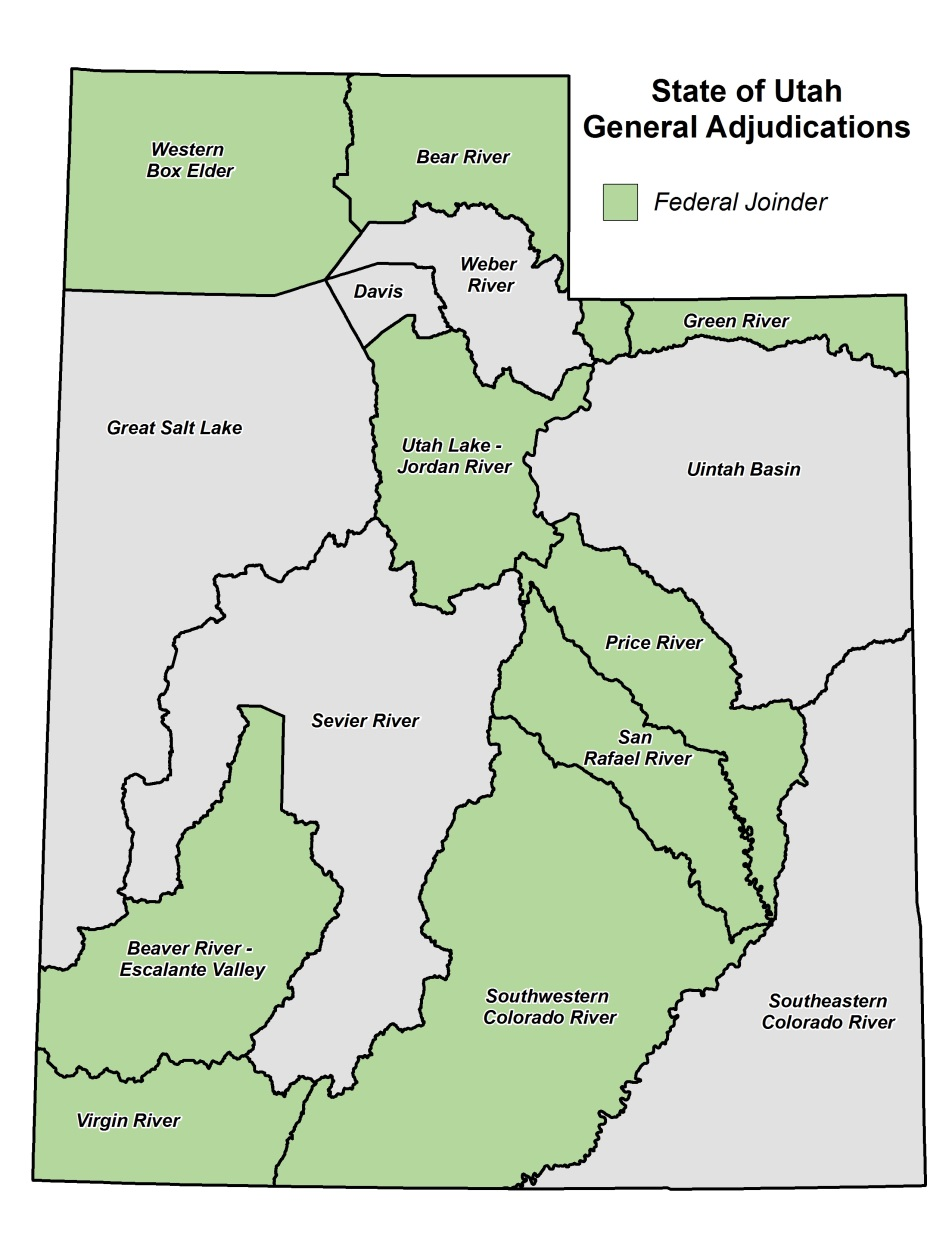 State of Utah
General Adjudications
Federal Joinder
Western
Box Elder
Bear River
Weber
River
Davis
Green River
Great Salt Lake
Utah Lake -
Jordan River
Uintah Basin
Price River
Sevier River
San
Rafael River
Beaver River -
Escalante Valley
Southwestern
Colorado River
Southeastern
Colorado River
Virgin River